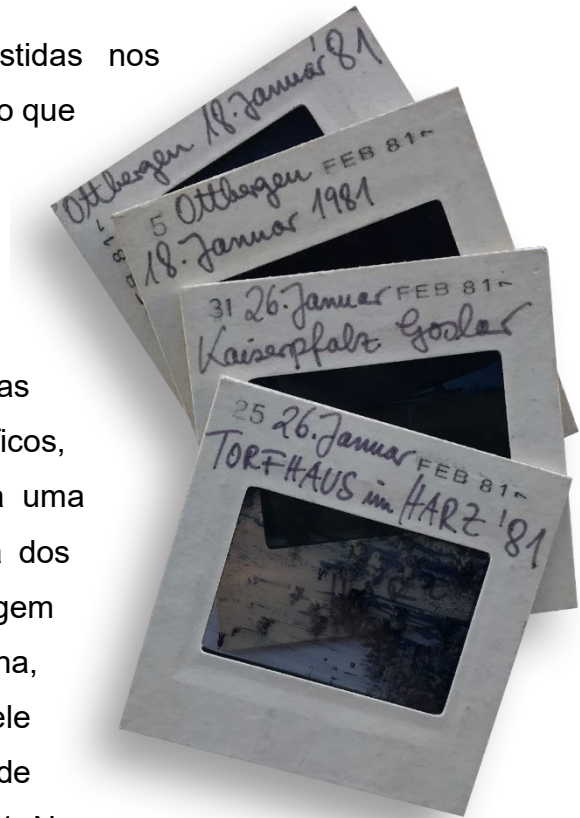 stidas nos
o que
as
ficos,
a uma
a dos
gem
na,
ele
de
Ottbergen 18. Januar '81
5 Ottbergen FEB 81
18. Januar 1981
31 26. Januar FEB 81
Kaiserpfalz Goslar
25 26. Januar FEB 81
TORFHAUS im HARZ '81